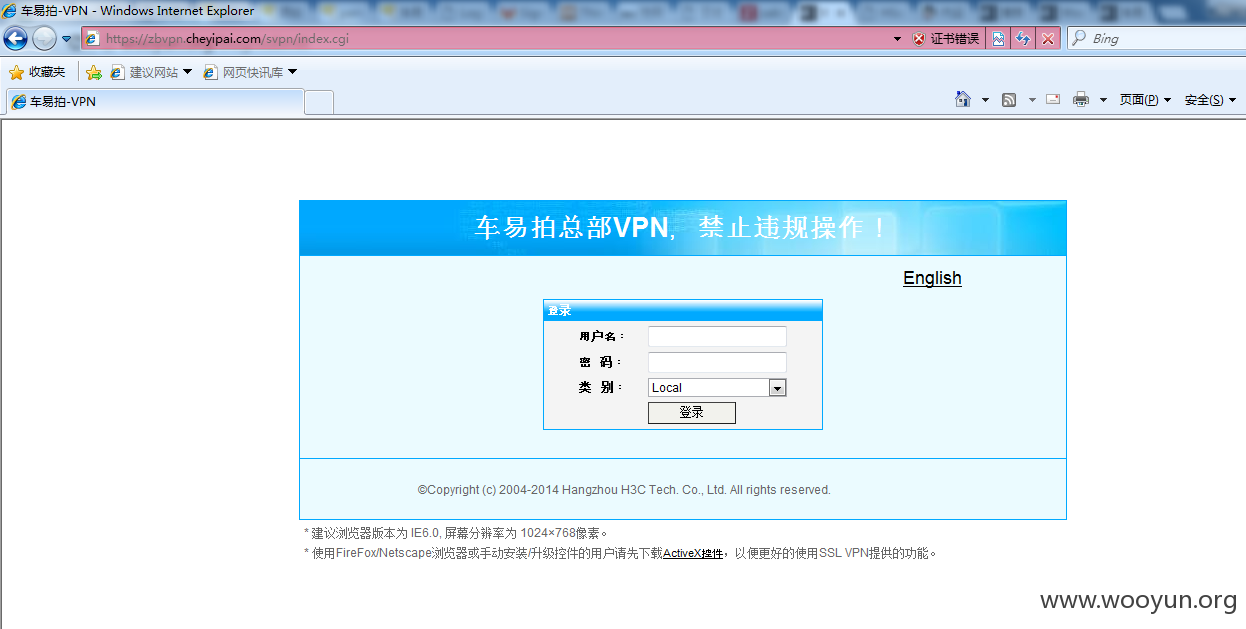 车易拍-VPN - Windows Internet Explorer
https://zbvpn.cheyipai.com/svpn/index.cgi
证书错误
Bing
收藏夹
建议网站
网页快讯库
车易拍-VPN
页面(P)
安全(S)
车易拍总部VPN, 禁止违规操作！
English
登录
用户名：
密 码：
类 别：
Local
登录
©Copyright (c) 2004-2014 Hangzhou H3C Tech. Co., Ltd. All rights reserved.
* 建议浏览器版本为 IE6.0, 屏幕分辨率为 1024×768像素。
* 使用FireFox/Netscape浏览器或手动安装/升级控件的用户请先下载ActiveX控件，以便更好的使用SSL VPN提供的功能。
www.wooyun.org